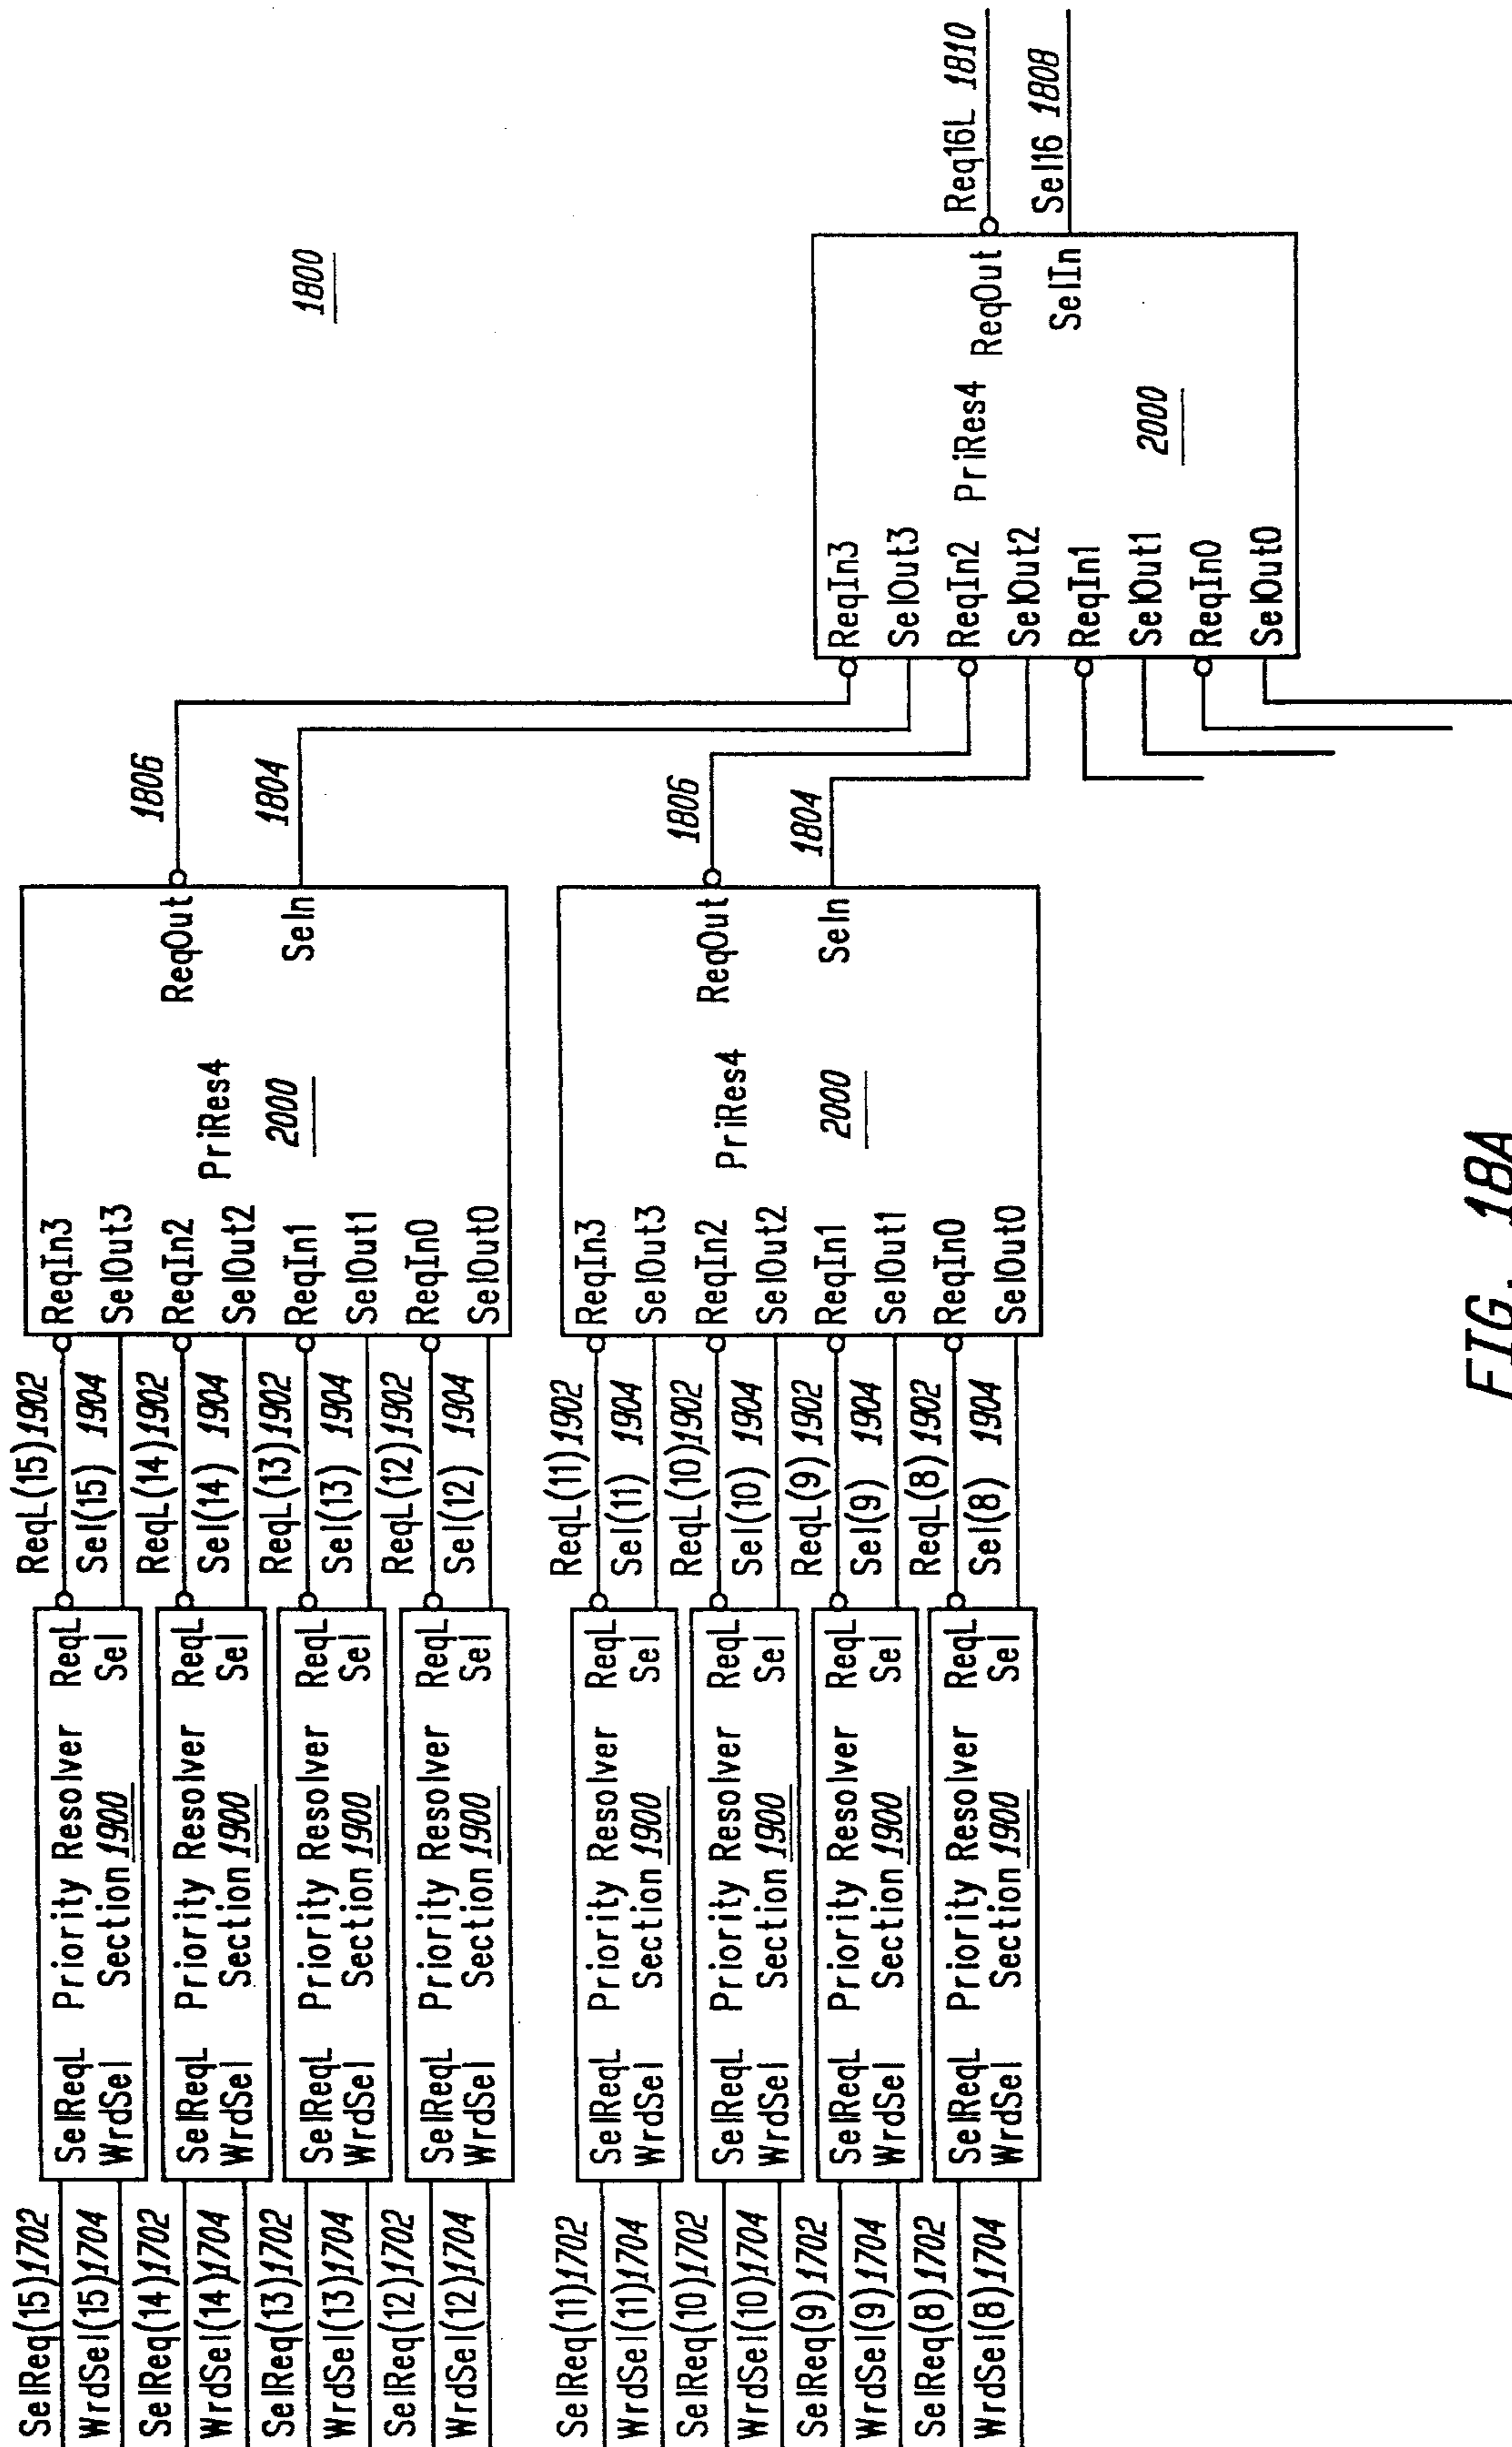 1800
SelReq(15) 1702
WrdSel(15) 1704
SelReq(14) 1702
WrdSel(14) 1704
SelReq(13) 1702
WrdSel(13) 1704
SelReq(12) 1702
WrdSel(12) 1704
SelReqL Priority Resolver ReqL
WrdSel Section 1900 Sel
SelReqL Priority Resolver ReqL
WrdSel Section 1900 Sel
SelReqL Priority Resolver ReqL
WrdSel Section 1900 Sel
SelReqL Priority Resolver ReqL
WrdSel Section 1900 Sel
ReqL(15) 1902
Sel(15) 1904
ReqL(14) 1902
Sel(14) 1904
ReqL(13) 1902
Sel(13) 1904
ReqL(12) 1902
Sel(12) 1904
ReqIn3
SelOut3
ReqIn2
SelOut2
ReqIn1
SelOut1
ReqIn0
SelOut0
PriRes4
2000
ReqOut
SelIn
1806
1804
SelReq(11) 1702
WrdSel(11) 1704
SelReq(10) 1702
WrdSel(10) 1704
SelReq(9) 1702
WrdSel(9) 1704
SelReq(8) 1702
WrdSel(8) 1704
SelReqL Priority Resolver ReqL
WrdSel Section 1900 Sel
SelReqL Priority Resolver ReqL
WrdSel Section 1900 Sel
SelReqL Priority Resolver ReqL
WrdSel Section 1900 Sel
SelReqL Priority Resolver ReqL
WrdSel Section 1900 Sel
ReqL(11) 1902
Sel(11) 1904
ReqL(10) 1902
Sel(10) 1904
ReqL(9) 1902
Sel(9) 1904
ReqL(8) 1902
Sel(8) 1904
ReqIn3
SelOut3
ReqIn2
SelOut2
ReqIn1
SelOut1
ReqIn0
SelOut0
PriRes4
2000
ReqOut
SelIn
1806
1804
ReqIn3
SelOut3
ReqIn2
SelOut2
ReqIn1
SelOut1
ReqIn0
SelOut0
PriRes4
2000
ReqOut
SelIn
Req16L 1810
Sel16 1808
FIG. 18A